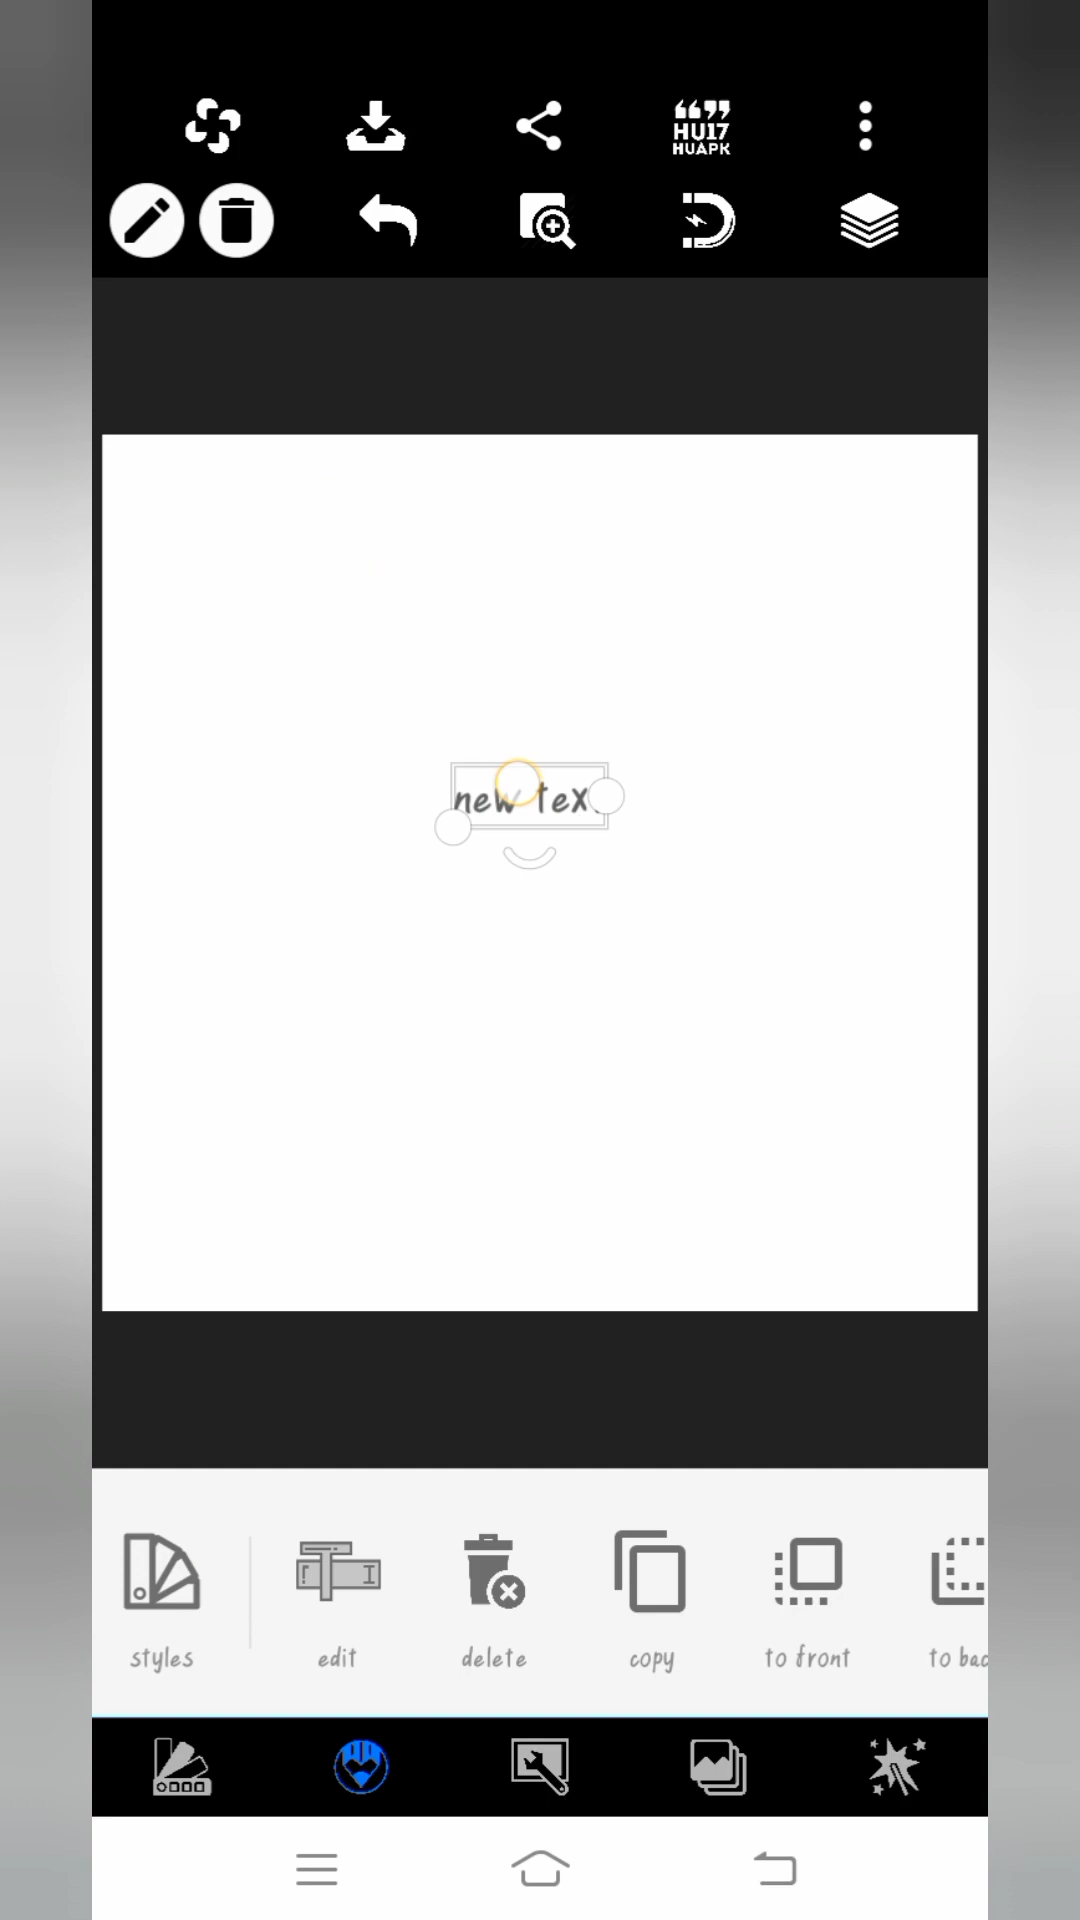 HU17
HUAPK
new tex
styles
edit
delete
copy
to front
to bac